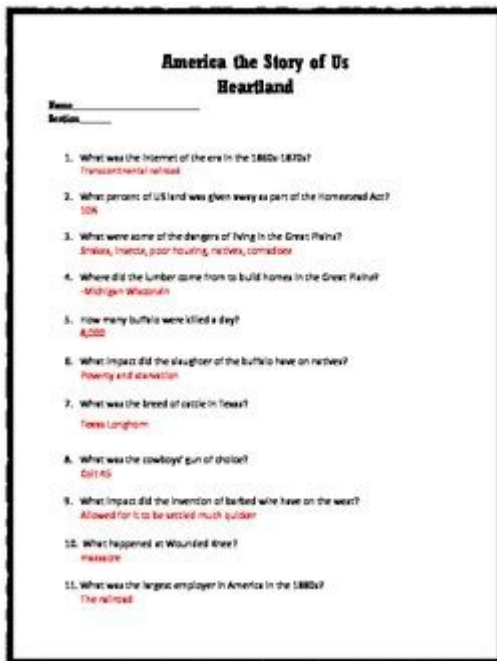 America the Story of Us
Heartland
Name
Section
1. What was the internet of the era in the 1860s-1870s?
Transcontinental railroad
2. What percent of US land was given away as part of the Homestead Act?
10%
3. What were some of the dangers of living in the Great Plains?
Snakes, insects, poor housing, natives, tornadoes
4. Where did the lumber come from to build homes in the Great Plains?
-Michigan Wisconsin
5. How many buffalo were killed a day?
8,000
6. What impact did the slaughter of the buffalo have on natives?
Poverty and starvation
7. What was the breed of cattle in Texas?
Texas Longhorn
8. What was the cowboys' gun of choice?
Colt 45
9. What impact did the invention of barbed wire have on the west?
Allowed for it to be settled much quicker
10. What happened at Wounded Knee?
massacre
11. What was the largest employer in America in the 1880s?
The railroad